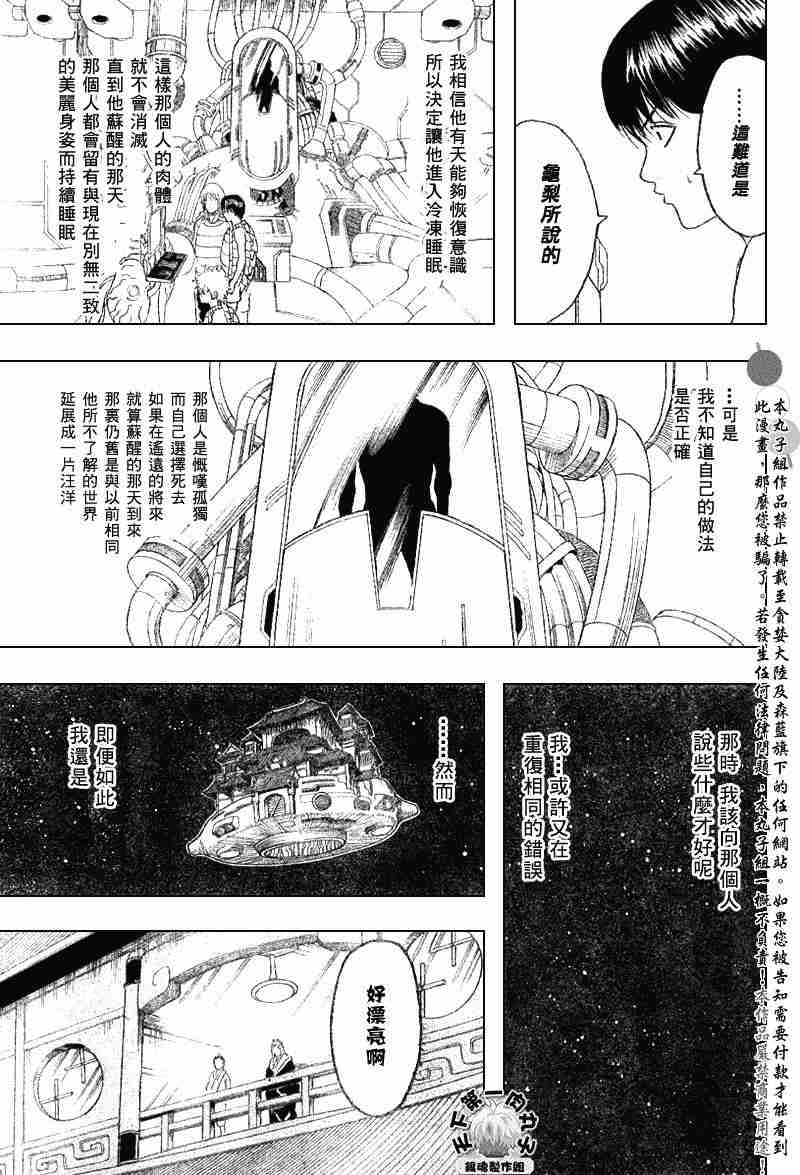 ……這難道是
龜梨所說的
我相信他有天能夠恢復意識
所以決定讓他進入冷凍睡眠
這樣那個人的肉體
就不會消滅
直到他蘇醒的那天
那個人都會留有與現在別無二致
的美麗身姿而持續睡眠
…可是
我不知道自己的做法
是否正確
那個人是慨嘆孤獨
而自己選擇死去
如果在遙遠的將來
就算蘇醒的那天到來
那裏仍舊是與以前相同
他所不了解的世界
延展成一片汪洋
那時 我該向那個人
說些什麼才好呢
我…或許又在
重復相同的錯誤
……然而
即便如此
我還是
好漂亮啊
本丸子組作品禁止轉載至貪婪大陸及森藍旗下的任何網站。如果您被告知需要付款才能看到
此漫畫，那麼您被騙了。若發生任何法律問題，本丸子組一概不負責！本作品嚴禁商業用途！
天下第一肉丸子
銀魂製作組